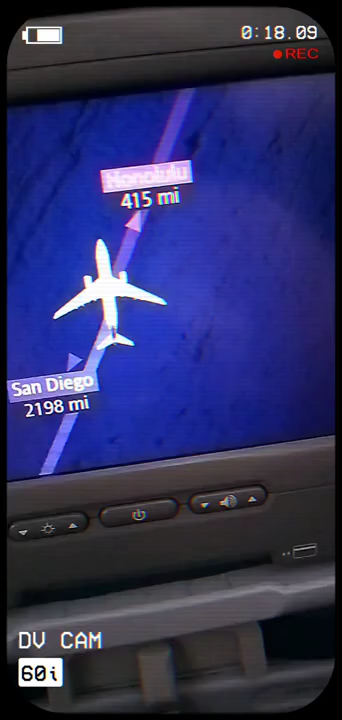 0:18.09
REC
Honolulu
415 mi
San Diego
2198 mi
DV CAM
60i